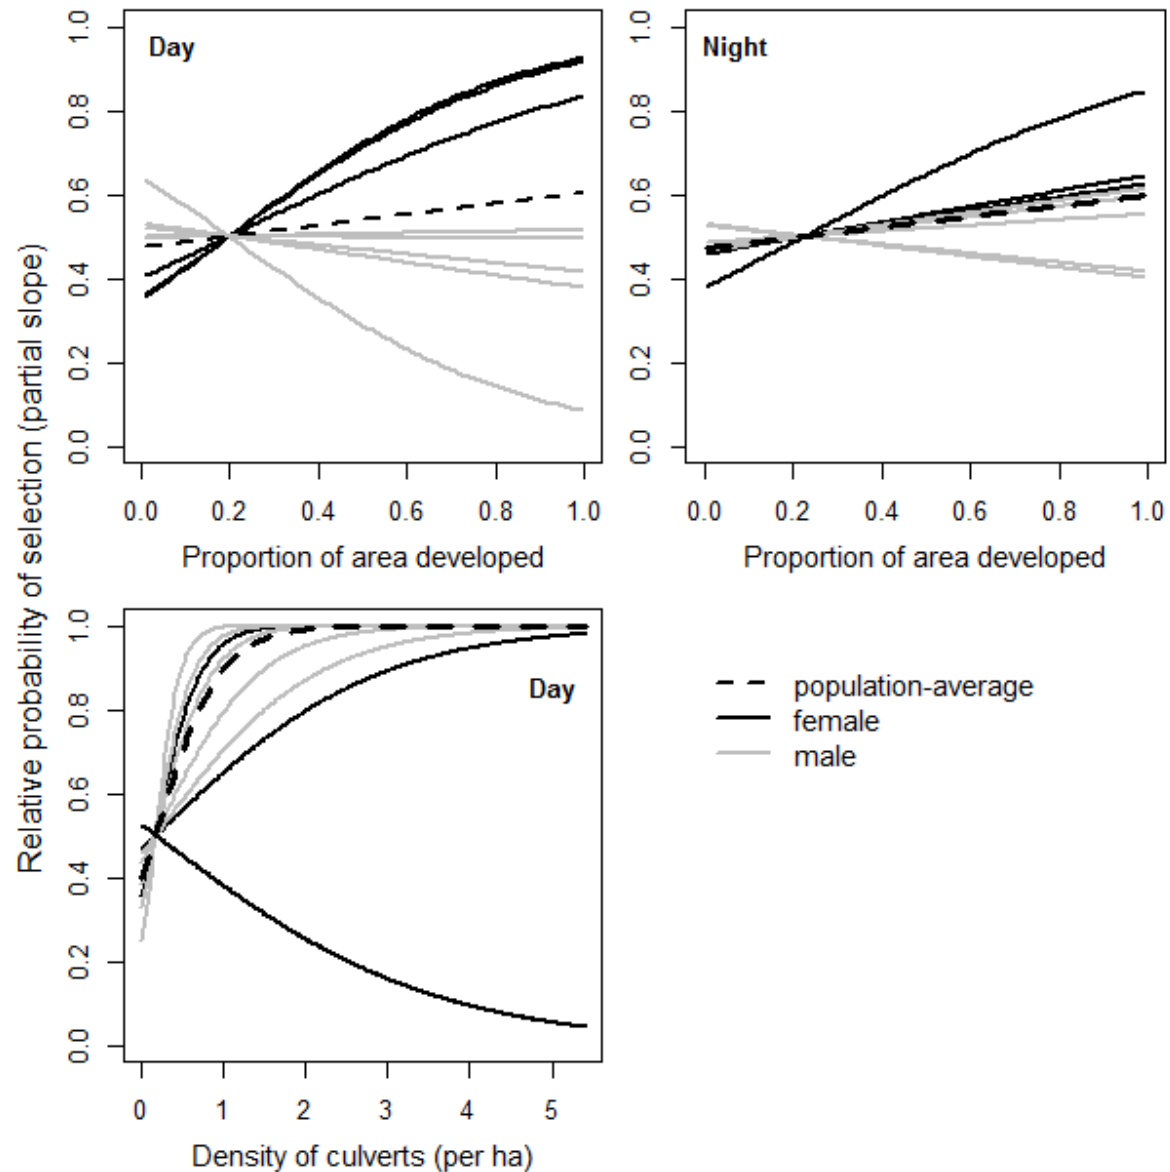 Relative probability of selection (partial slope)
Day
1.0
0.8
0.6
0.4
0.2
0.0
0.0 0.2 0.4 0.6 0.8 1.0
Proportion of area developed
Night
1.0
0.8
0.6
0.4
0.2
0.0
0.0 0.2 0.4 0.6 0.8 1.0
Proportion of area developed
Day
1.0
0.8
0.6
0.4
0.2
0.0
0 1 2 3 4 5
Density of culverts (per ha)
population-average
female
male